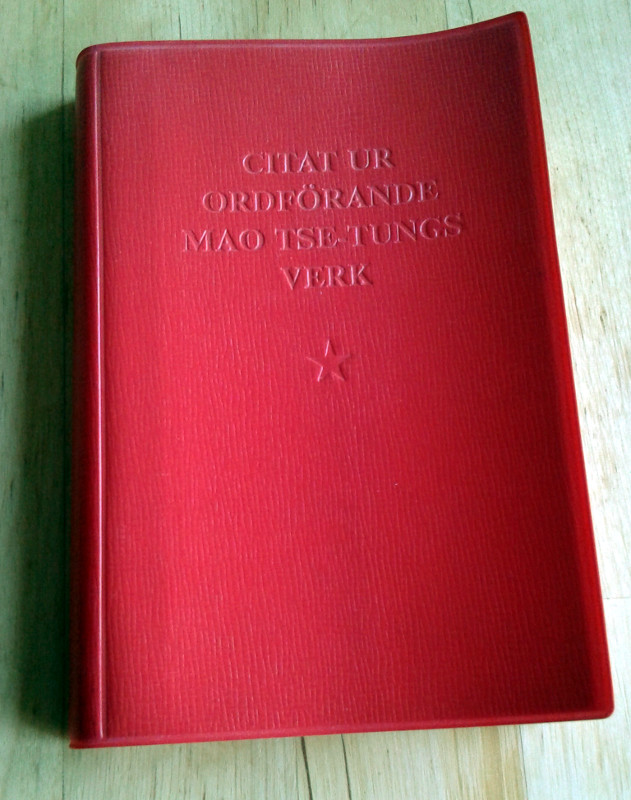 CITAT UR
ORDFÖRANDE
MAO TSE-TUNGS
VERK